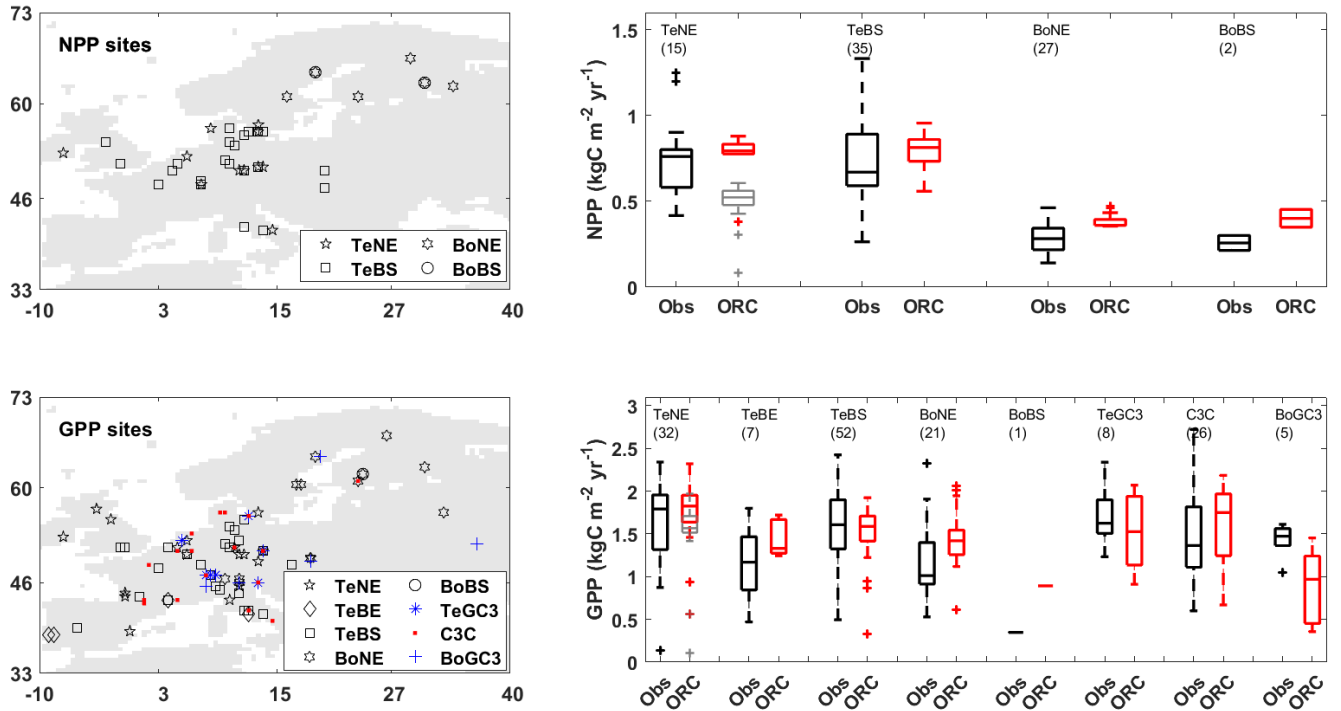 73
60
46
33
-10
3
15
27
40
NPP sites
TeNE
BoNE
TeBS
BoBS
1.5
1
0.5
0
NPP (kgC m-2 yr-1)
TeNE
(15)
TeBS
(35)
BoNE
(27)
BoBS
(2)
Obs ORC Obs ORC Obs ORC Obs ORC
73
60
46
33
-10
3
15
27
40
GPP sites
TeNE
BoBS
TeBE
TeGC3
TeBS
C3C
BoNE
BoGC3
3
2.5
2
1.5
1
0.5
0
GPP (kgC m-2 yr-1)
TeNE
(32)
TeBE
(7)
TeBS
(52)
BoNE
(21)
BoBS
(1)
TeGC3
(8)
C3C
(26)
BoGC3
(5)
Obs ORC Obs ORC Obs ORC Obs ORC Obs ORC Obs ORC Obs ORC Obs ORC